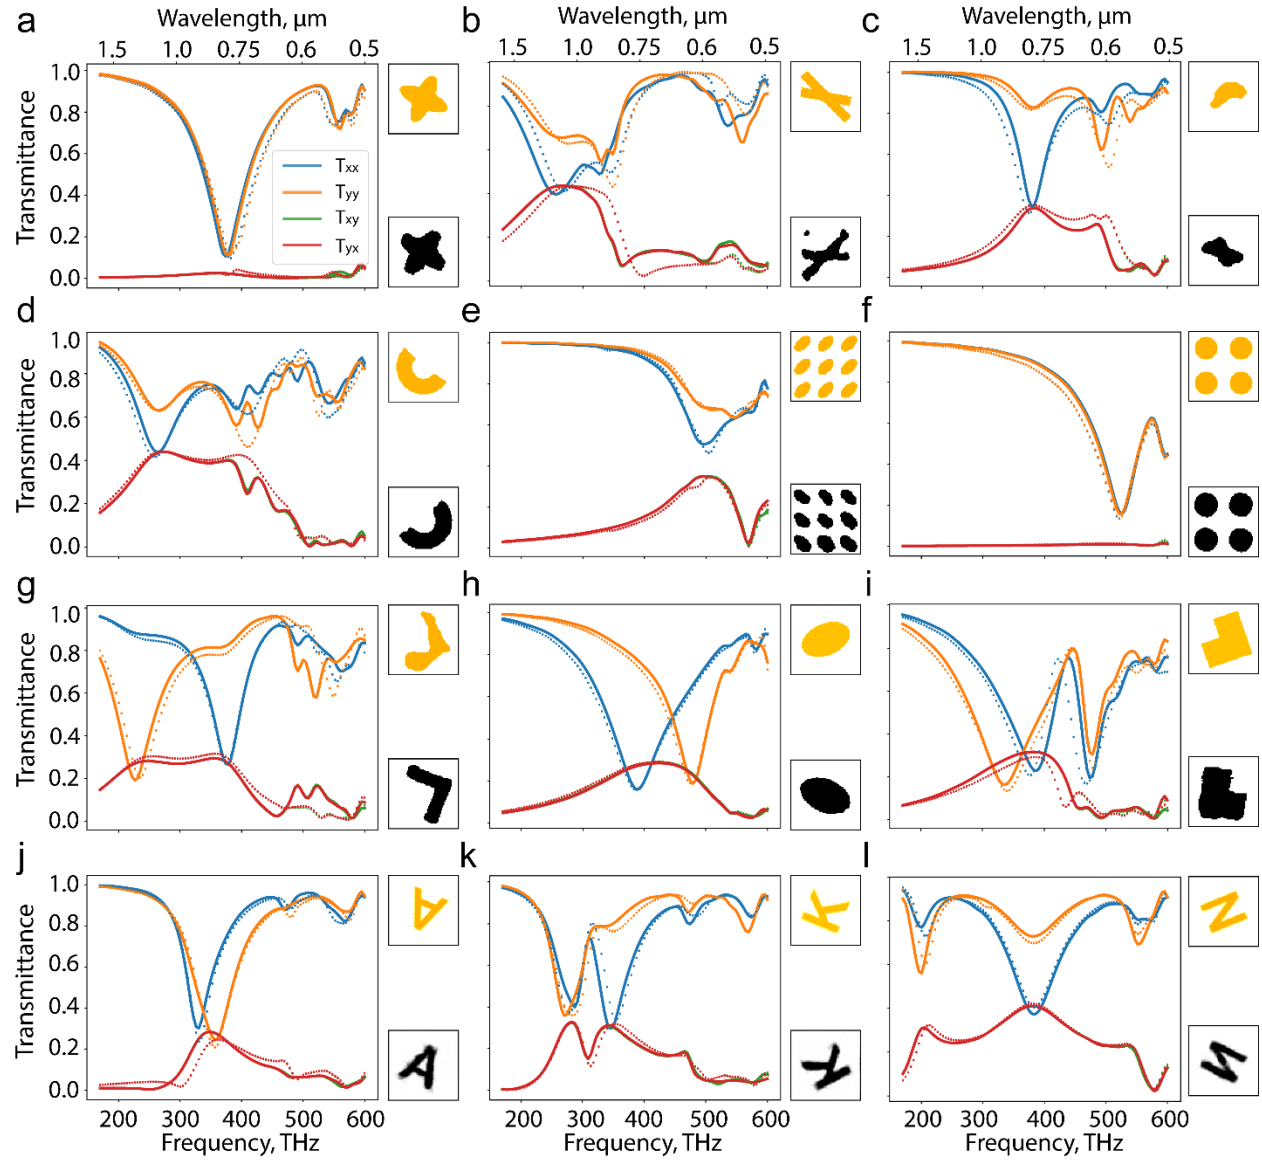 Wavelength, μm Wavelength, μm Wavelength, μm
a b c
1.5 1.0 0.75 0.6 0.5 1.5 1.0 0.75 0.6 0.5 1.5 1.0 0.75 0.6 0.5
Transmittance
1.0
0.8
0.6
0.4
0.2
0.0
Txx
Tyy
Txy
Tyx
d e f
Transmittance
1.0
0.8
0.6
0.4
0.2
0.0
g h i
Transmittance
1.0
0.8
0.6
0.4
0.2
0.0
j k l
Transmittance
1.0
0.8
0.6
0.4
0.2
0.0
A K N
A K N
200 300 400 500 600 200 300 400 500 600 200 300 400 500 600
Frequency, THz Frequency, THz Frequency, THz